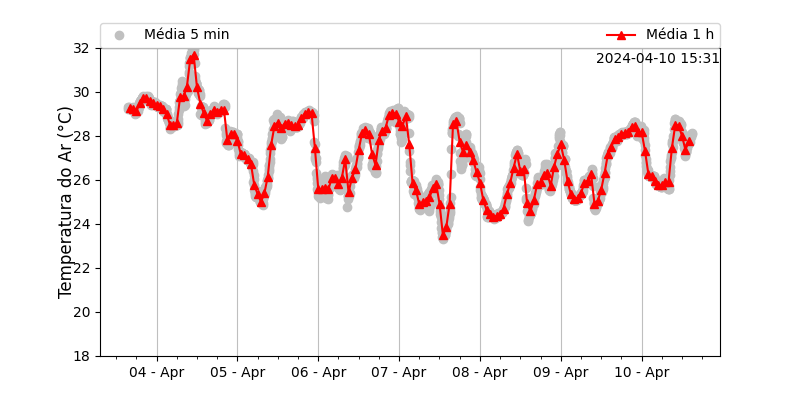 Média 5 min
Média 1 h
2024-04-10 15:31
Temperatura do Ar (°C)
32
30
28
26
24
22
20
18
04 - Apr
05 - Apr
06 - Apr
07 - Apr
08 - Apr
09 - Apr
10 - Apr